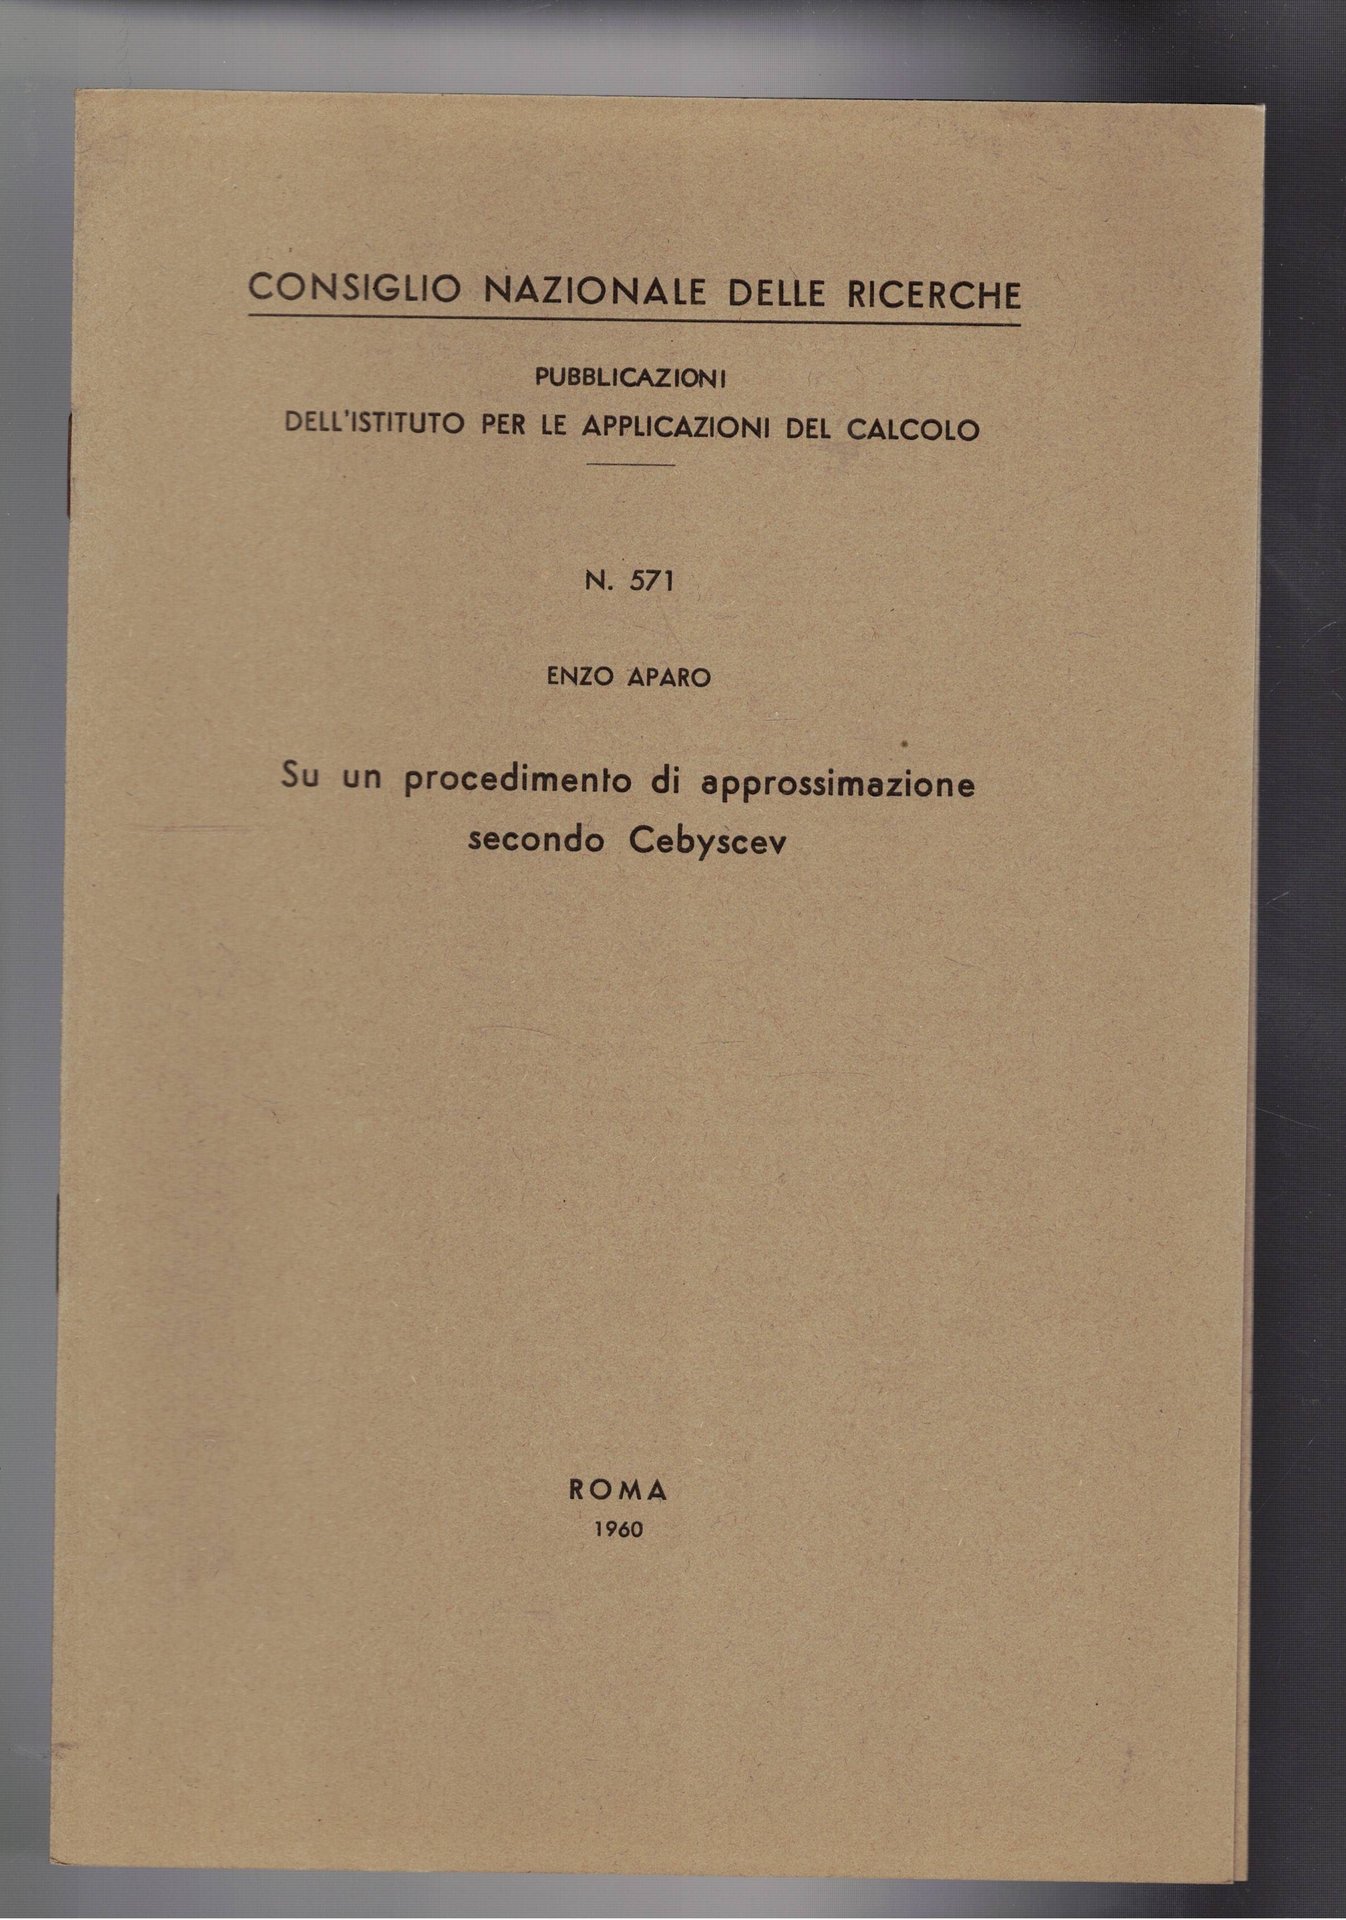 CONSIGLIO NAZIONALE DELLE RICERCHE
PUBBLICAZIONI
DELL'ISTITUTO PER LE APPLICAZIONI DEL CALCOLO
N. 571
ENZO APARO
Su un procedimento di approssimazione
secondo Cebyscev
ROMA
1960